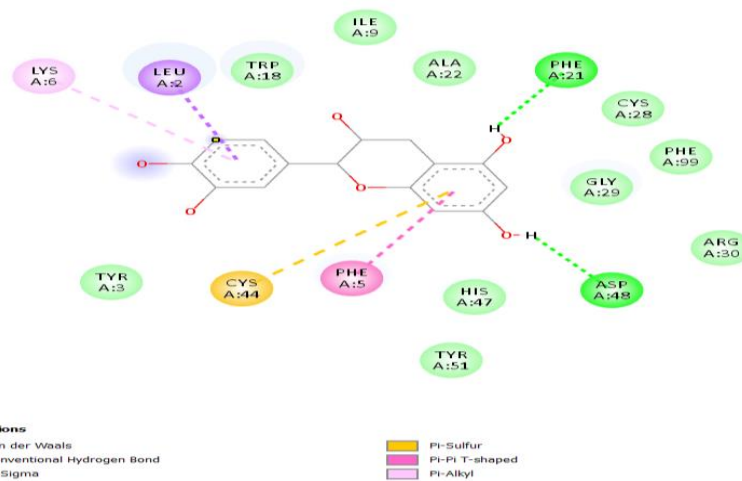 ILE
A:9
LYS
A:6
LEU
A:2
TRP
A:18
ALA
A:22
PHE
A:21
CYS
A:28
PHE
A:99
GLY
A:29
ARG
A:30
H
O
O
O
O
O
O
O
H
TYR
A:3
CYS
A:44
PHE
A:5
HIS
A:47
ASP
A:48
TYR
A:51
ions
n der Waals
nventional Hydrogen Bond
Sigma
Pi-Sulfur
Pi-Pi T-shaped
Pi-Alkyl